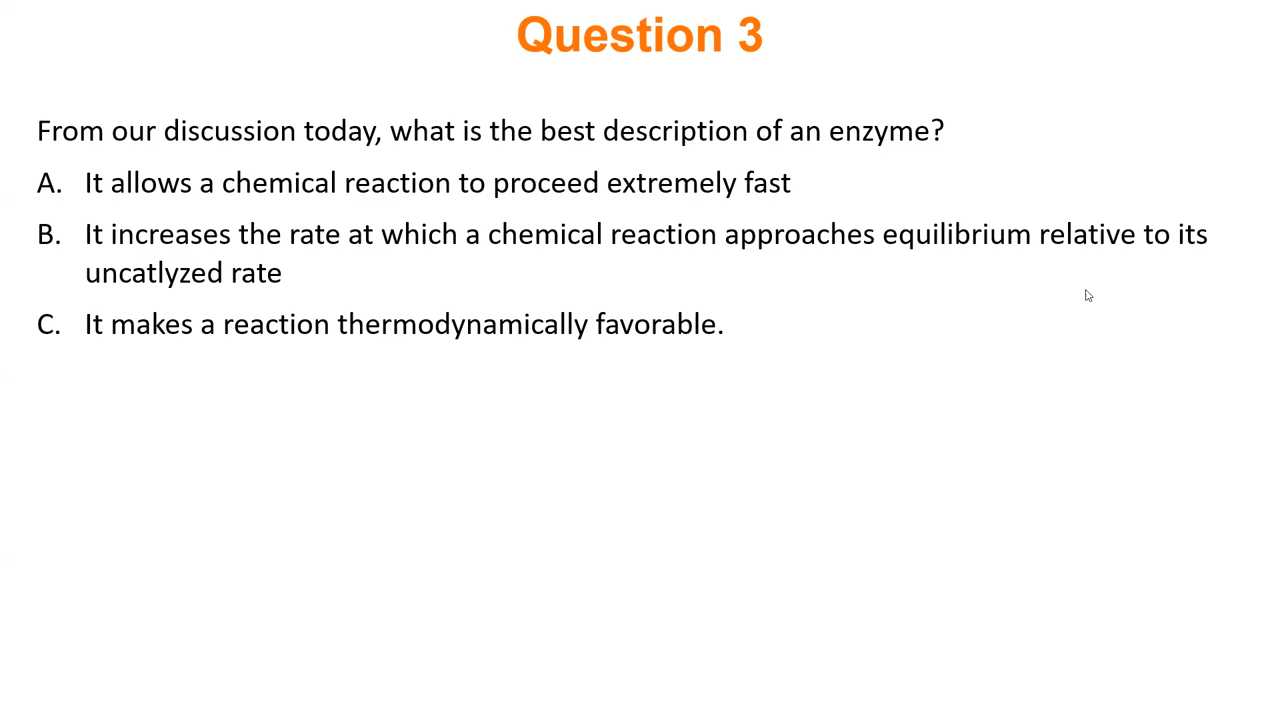 Question 3
From our discussion today, what is the best description of an enzyme?
A. It allows a chemical reaction to proceed extremely fast
B. It increases the rate at which a chemical reaction approaches equilibrium relative to its
uncatlyzed rate
C. It makes a reaction thermodynamically favorable.